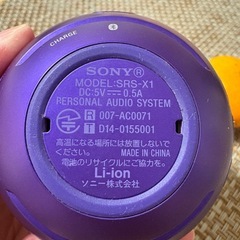 CHARGE
SONY®
MODEL:SRS-X1
DC:5V⎓0.5A
PERSONAL AUDIO SYSTEM
R 007-AC0071
T D14-0155001
高温になる場所には放置しないで
ください。 MADE IN CHINA
電池のリサイクルにご協力を。
Li-ion
ソニー株式会社